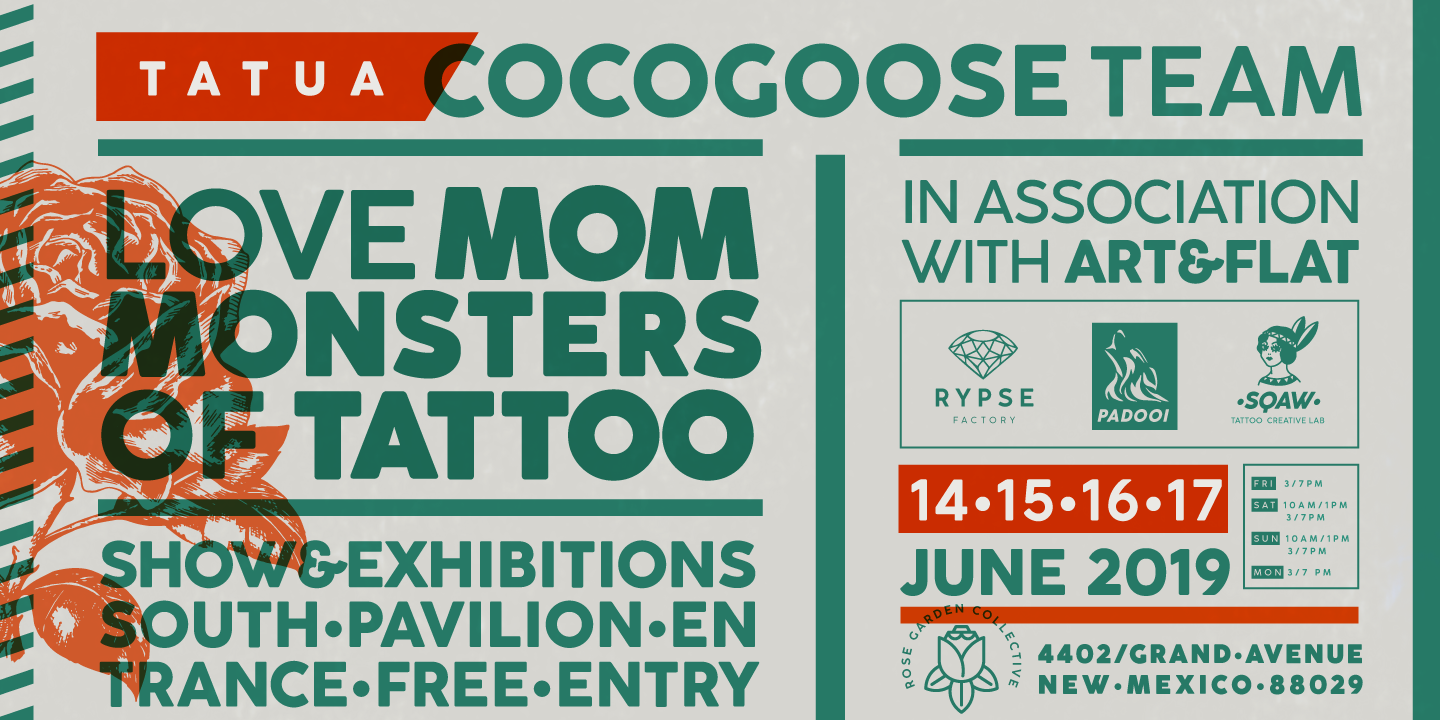 TATUA COCOGOOSE TEAM
LOVE MOM
MONSTERS
OF TATTOO
SHOW&EXHIBITIONS
SOUTH•PAVILION•EN
TRANCE•FREE•ENTRY
IN ASSOCIATION
WITH ART&FLAT
RYPSE
FACTORY
PADOOI
•SQAW•
TATTOO CREATIVE LAB
14•15•16•17
JUNE 2019
FRI 3/7PM
SAT 10AM/1PM
3/7PM
SUN 10AM/1PM
3/7PM
MON 3/7 PM
ROSE GARDEN COLLECTIVE
4402/GRAND•AVENUE
NEW•MEXICO•88029